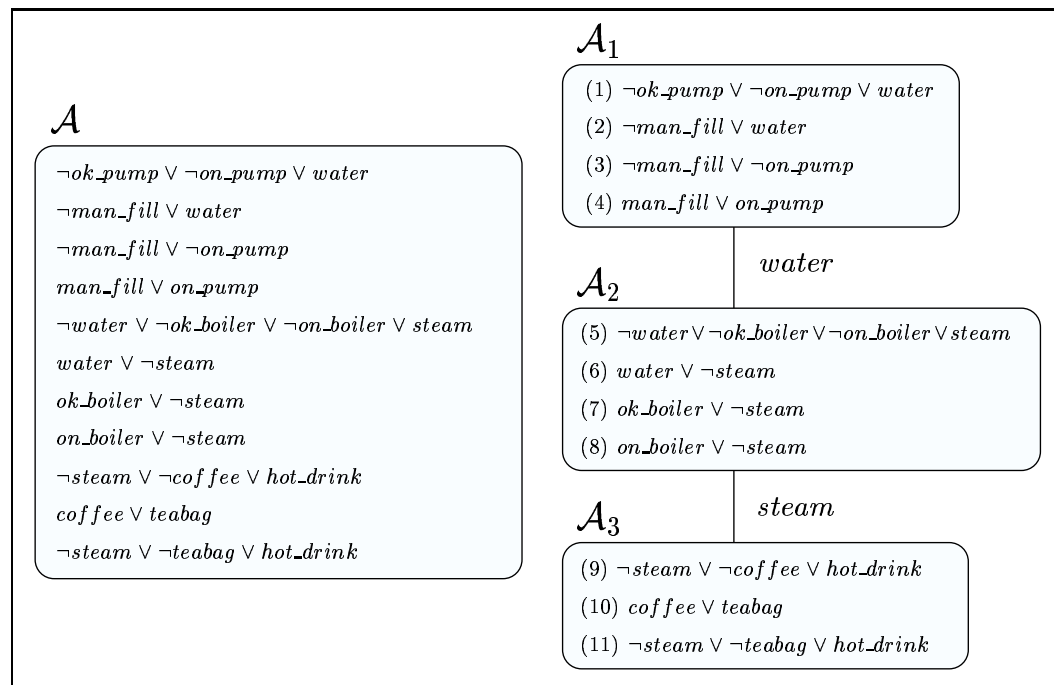 𝒜
¬ok_pump ∨ ¬on_pump ∨ water
¬man_fill ∨ water
¬man_fill ∨ ¬on_pump
man_fill ∨ on_pump
¬water ∨ ¬ok_boiler ∨ ¬on_boiler ∨ steam
water ∨ ¬steam
ok_boiler ∨ ¬steam
on_boiler ∨ ¬steam
¬steam ∨ ¬coffee ∨ hot_drink
coffee ∨ teabag
¬steam ∨ ¬teabag ∨ hot_drink
𝒜₁
(1) ¬ok_pump ∨ ¬on_pump ∨ water
(2) ¬man_fill ∨ water
(3) ¬man_fill ∨ ¬on_pump
(4) man_fill ∨ on_pump
water
𝒜₂
(5) ¬water∨¬ok_boiler∨¬on_boiler∨steam
(6) water ∨ ¬steam
(7) ok_boiler ∨ ¬steam
(8) on_boiler ∨ ¬steam
steam
𝒜₃
(9) ¬steam ∨ ¬coffee ∨ hot_drink
(10) coffee ∨ teabag
(11) ¬steam ∨ ¬teabag ∨ hot_drink